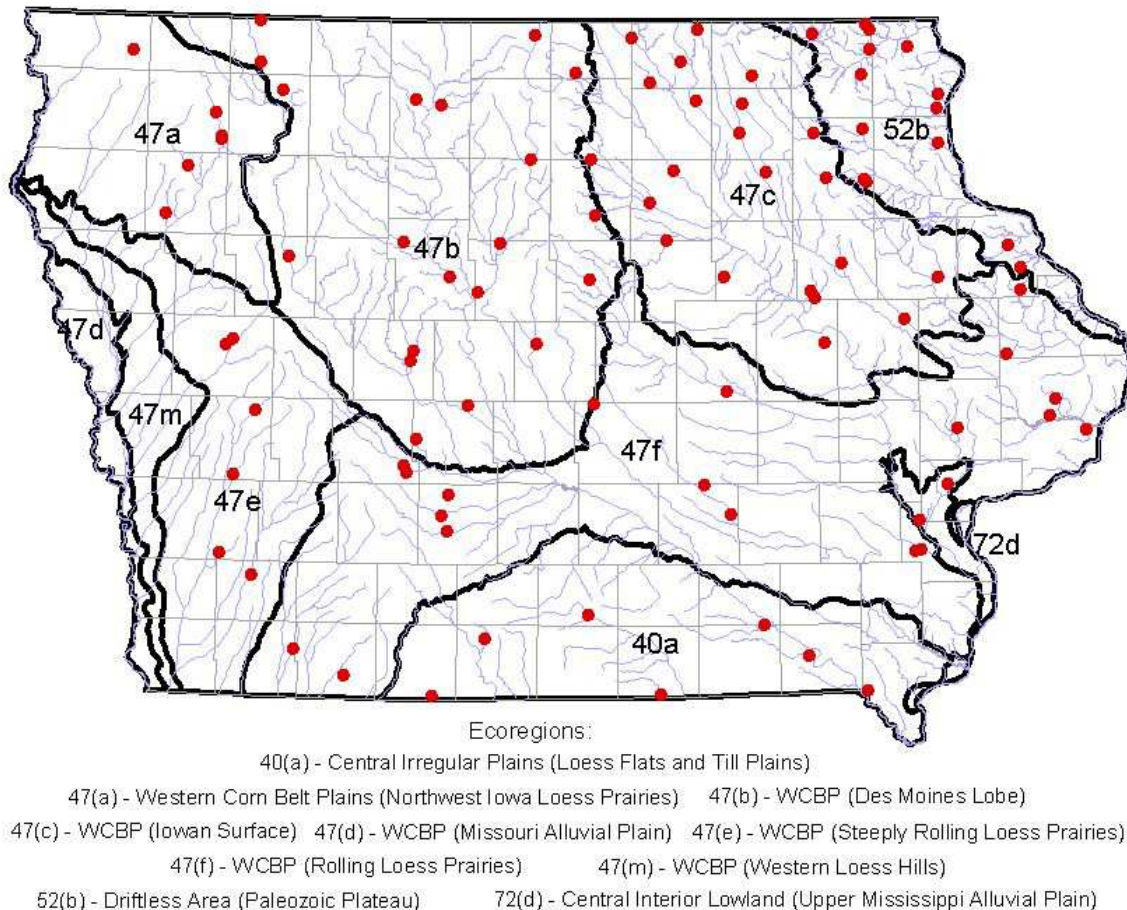 47a
52b
47c
47b
47d
47m
47f
47e
72d
40a
Ecoregions:
40(a) - Central Irregular Plains (Loess Flats and Till Plains)
47(a) - Western Corn Belt Plains (Northwest Iowa Loess Prairies) 47(b) - WCBP (Des Moines Lobe)
47(c) - WCBP (Iowan Surface) 47(d) - WCBP (Missouri Alluvial Plain) 47(e) - WCBP (Steeply Rolling Loess Prairies)
47(f) - WCBP (Rolling Loess Prairies) 47(m) - WCBP (Western Loess Hills)
52(b) - Driftless Area (Paleozoic Plateau) 72(d) - Central Interior Lowland (Upper Mississippi Alluvial Plain)